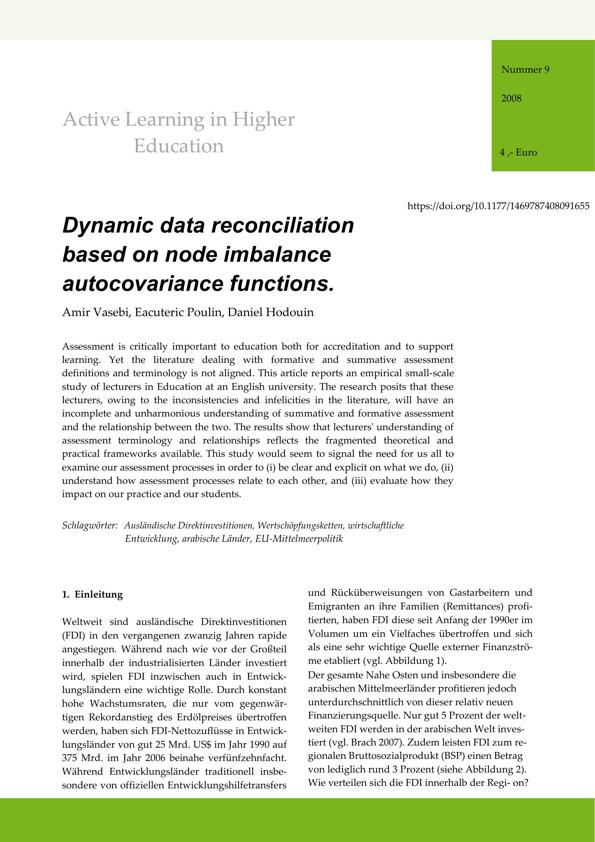 Nummer 9
2008
4 ,- Euro
Active Learning in Higher
Education
https://doi.org/10.1177/1469787408091655
Dynamic data reconciliation
based on node imbalance
autocovariance functions.
Amir Vasebi, Eacuteric Poulin, Daniel Hodouin
Assessment is critically important to education both for accreditation and to support
learning. Yet the literature dealing with formative and summative assessment
definitions and terminology is not aligned. This article reports an empirical small-scale
study of lecturers in Education at an English university. The research posits that these
lecturers, owing to the inconsistencies and infelicities in the literature, will have an
incomplete and unharmonious understanding of summative and formative assessment
and the relationship between the two. The results show that lecturers' understanding of
assessment terminology and relationships reflects the fragmented theoretical and
practical frameworks available. This study would seem to signal the need for us all to
examine our assessment processes in order to (i) be clear and explicit on what we do, (ii)
understand how assessment processes relate to each other, and (iii) evaluate how they
impact on our practice and our students.
Schlagwörter: Ausländische Direktinvestitionen, Wertschöpfungsketten, wirtschaftliche
Entwicklung, arabische Länder, EU-Mittelmeerpolitik
1. Einleitung
Weltweit sind ausländische Direktinvestitionen
(FDI) in den vergangenen zwanzig Jahren rapide
angestiegen. Während nach wie vor der Großteil
innerhalb der industrialisierten Länder investiert
wird, spielen FDI inzwischen auch in Entwick-
lungsländern eine wichtige Rolle. Durch konstant
hohe Wachstumsraten, die nur vom gegenwär-
tigen Rekordanstieg des Erdölpreises übertroffen
werden, haben sich FDI-Nettozuflüsse in Entwick-
lungsländer von gut 25 Mrd. US$ im Jahr 1990 auf
375 Mrd. im Jahr 2006 beinahe verfünfzehnfacht.
Während Entwicklungsländer traditionell insbe-
sondere von offiziellen Entwicklungshilfetransfers
und Rücküberweisungen von Gastarbeitern und
Emigranten an ihre Familien (Remittances) profi-
tierten, haben FDI diese seit Anfang der 1990er im
Volumen um ein Vielfaches übertroffen und sich
als eine sehr wichtige Quelle externer Finanzströ-
me etabliert (vgl. Abbildung 1).
Der gesamte Nahe Osten und insbesondere die
arabischen Mittelmeerländer profitieren jedoch
unterdurchschnittlich von dieser relativ neuen
Finanzierungsquelle. Nur gut 5 Prozent der welt-
weiten FDI werden in der arabischen Welt inves-
tiert (vgl. Brach 2007). Zudem leisten FDI zum re-
gionalen Bruttosozialprodukt (BSP) einen Betrag
von lediglich rund 3 Prozent (siehe Abbildung 2).
Wie verteilen sich die FDI innerhalb der Regi- on?